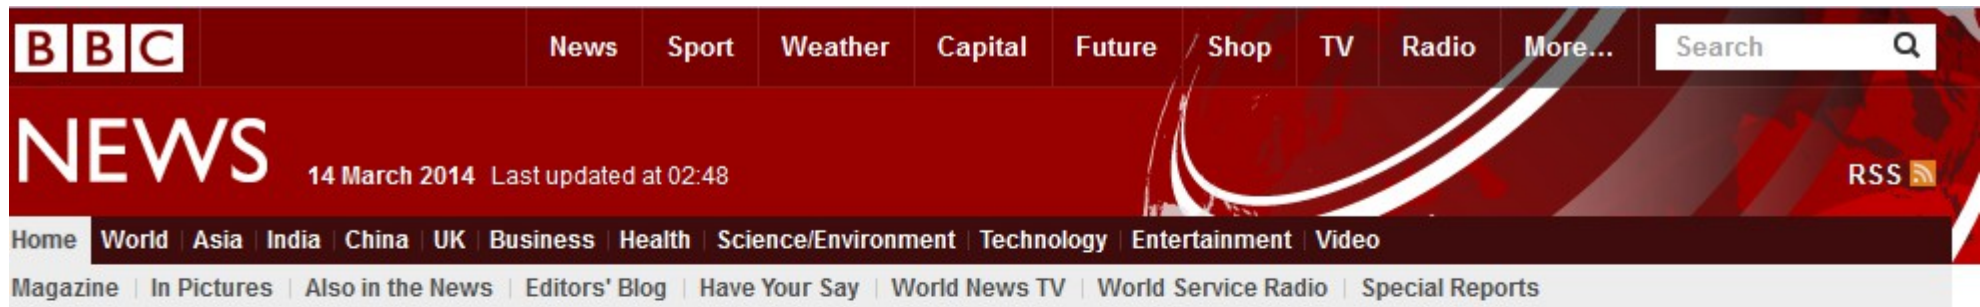 BBC News Sport Weather Capital Future Shop TV Radio More... Search
NEWS 14 March 2014 Last updated at 02:48 RSS
Home World Asia India China UK Business Health Science/Environment Technology Entertainment Video
Magazine In Pictures Also in the News Editors' Blog Have Your Say World News TV World Service Radio Special Reports